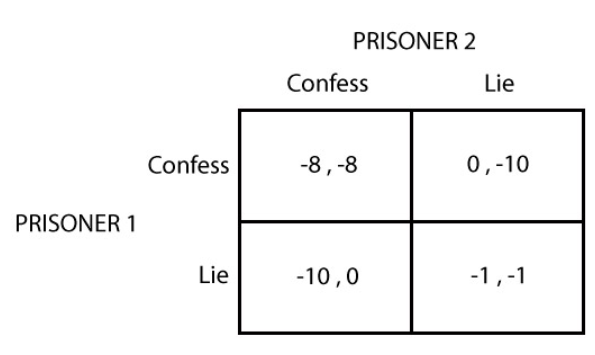 PRISONER 2
Confess Lie
Confess -8 , -8 0 , -10
PRISONER 1
Lie -10 , 0 -1 , -1